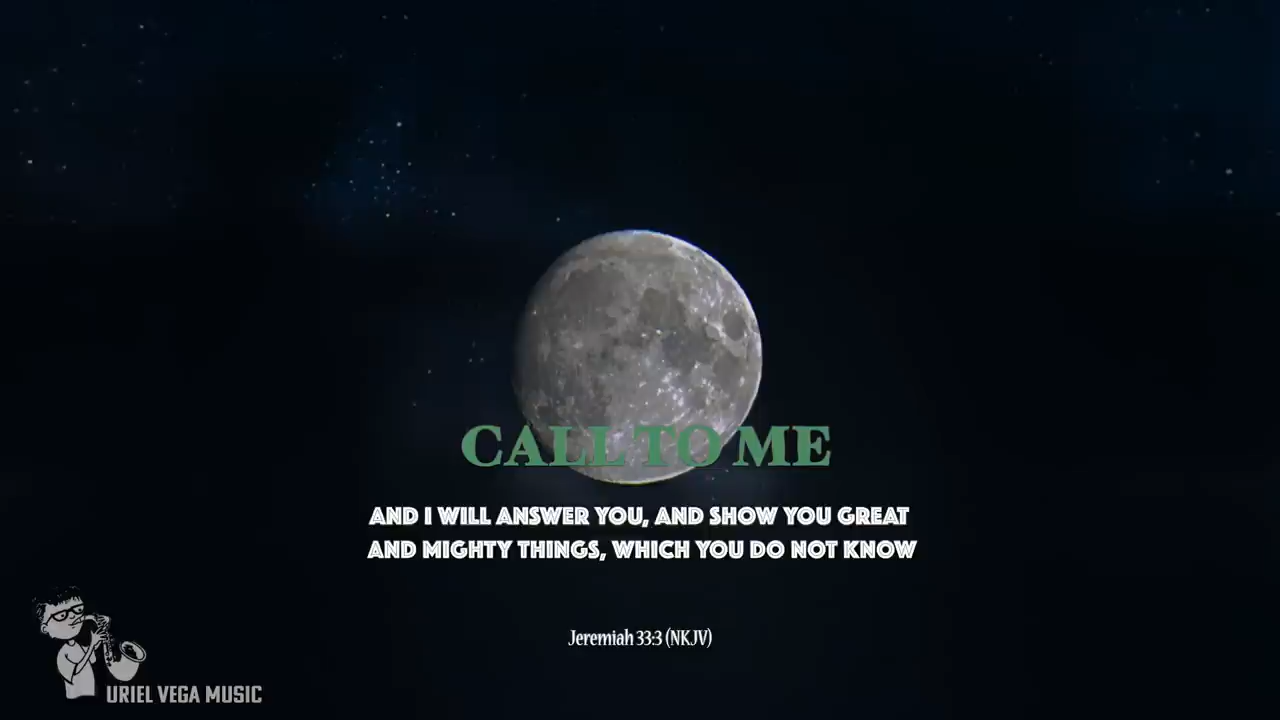 CALL TO ME
AND I WILL ANSWER YOU, AND SHOW YOU GREAT
AND MIGHTY THINGS, WHICH YOU DO NOT KNOW
Jeremiah 33:3 (NKJV)
URIEL VEGA MUSIC